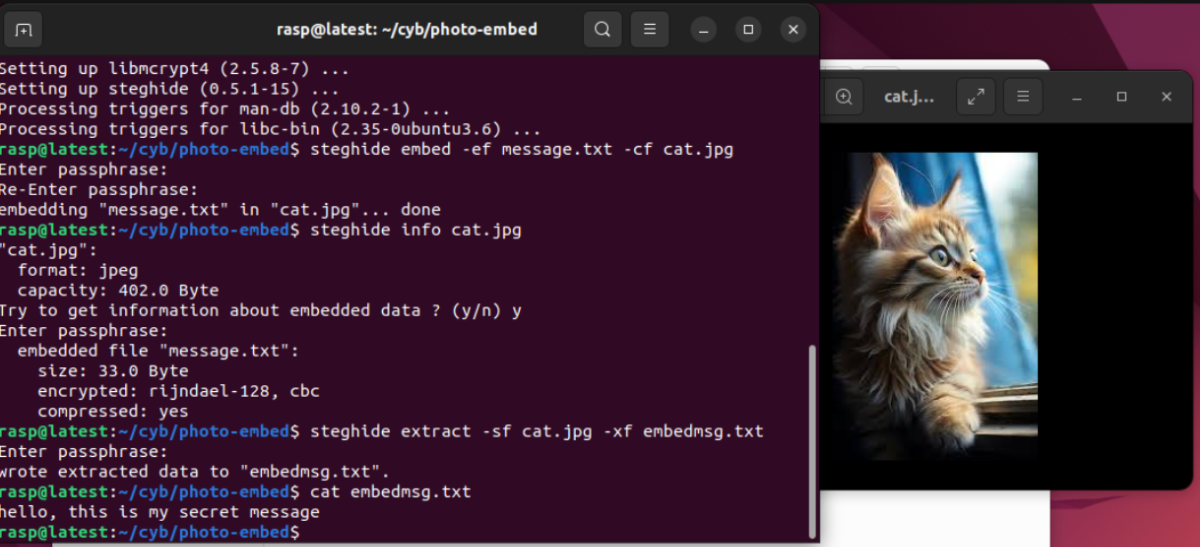 rasp@latest: ~/cyb/photo-embed
Setting up libmcrypt4 (2.5.8-7) ...
Setting up steghide (0.5.1-15) ...
Processing triggers for man-db (2.10.2-1) ...
Processing triggers for libc-bin (2.35-0ubuntu3.6) ...
rasp@latest:~/cyb/photo-embed$ steghide embed -ef message.txt -cf cat.jpg
Enter passphrase:
Re-Enter passphrase:
embedding "message.txt" in "cat.jpg"... done
rasp@latest:~/cyb/photo-embed$ steghide info cat.jpg
"cat.jpg":
  format: jpeg
  capacity: 402.0 Byte
Try to get information about embedded data ? (y/n) y
Enter passphrase:
  embedded file "message.txt":
    size: 33.0 Byte
    encrypted: rijndael-128, cbc
    compressed: yes
rasp@latest:~/cyb/photo-embed$ steghide extract -sf cat.jpg -xf embedmsg.txt
Enter passphrase:
wrote extracted data to "embedmsg.txt".
rasp@latest:~/cyb/photo-embed$ cat embedmsg.txt
hello, this is my secret message
rasp@latest:~/cyb/photo-embed$
cat.j...